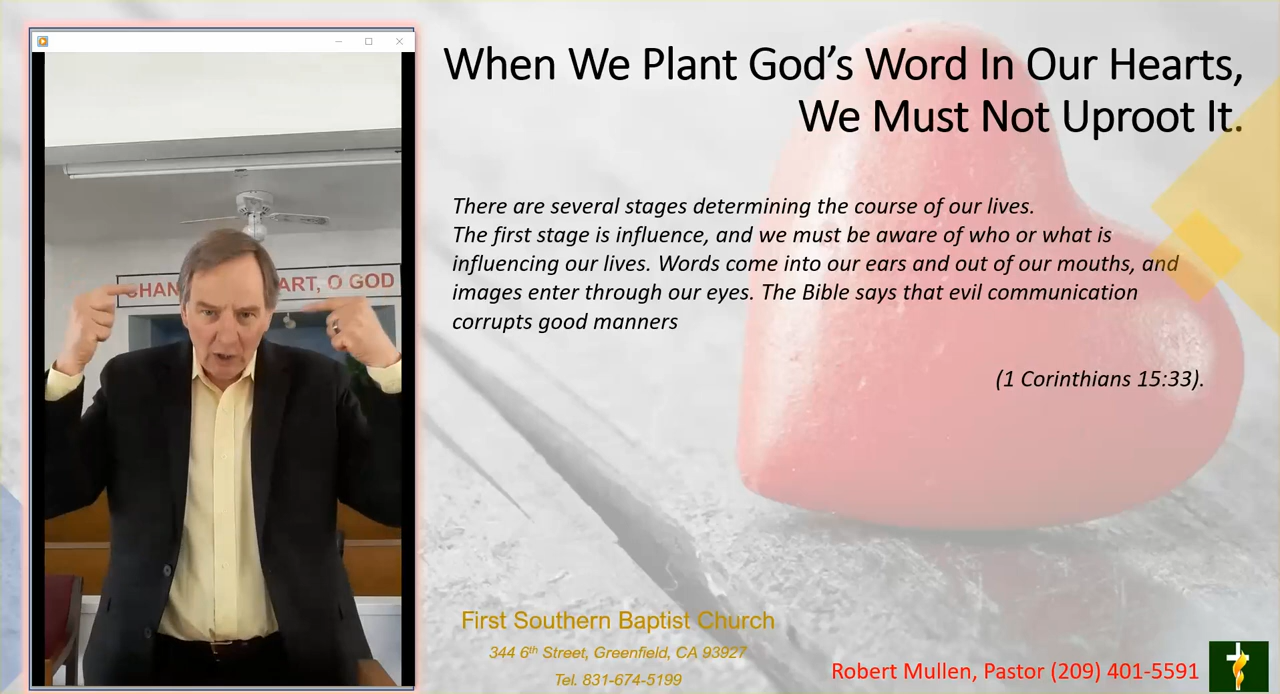 When We Plant God’s Word In Our Hearts,
We Must Not Uproot It.
There are several stages determining the course of our lives.
The first stage is influence, and we must be aware of who or what is
influencing our lives. Words come into our ears and out of our mouths, and
images enter through our eyes. The Bible says that evil communication
corrupts good manners
(1 Corinthians 15:33).
CHAN ART, O GOD
First Southern Baptist Church
344 6th Street, Greenfield, CA 93927
Tel. 831-674-5199
Robert Mullen, Pastor (209) 401-5591